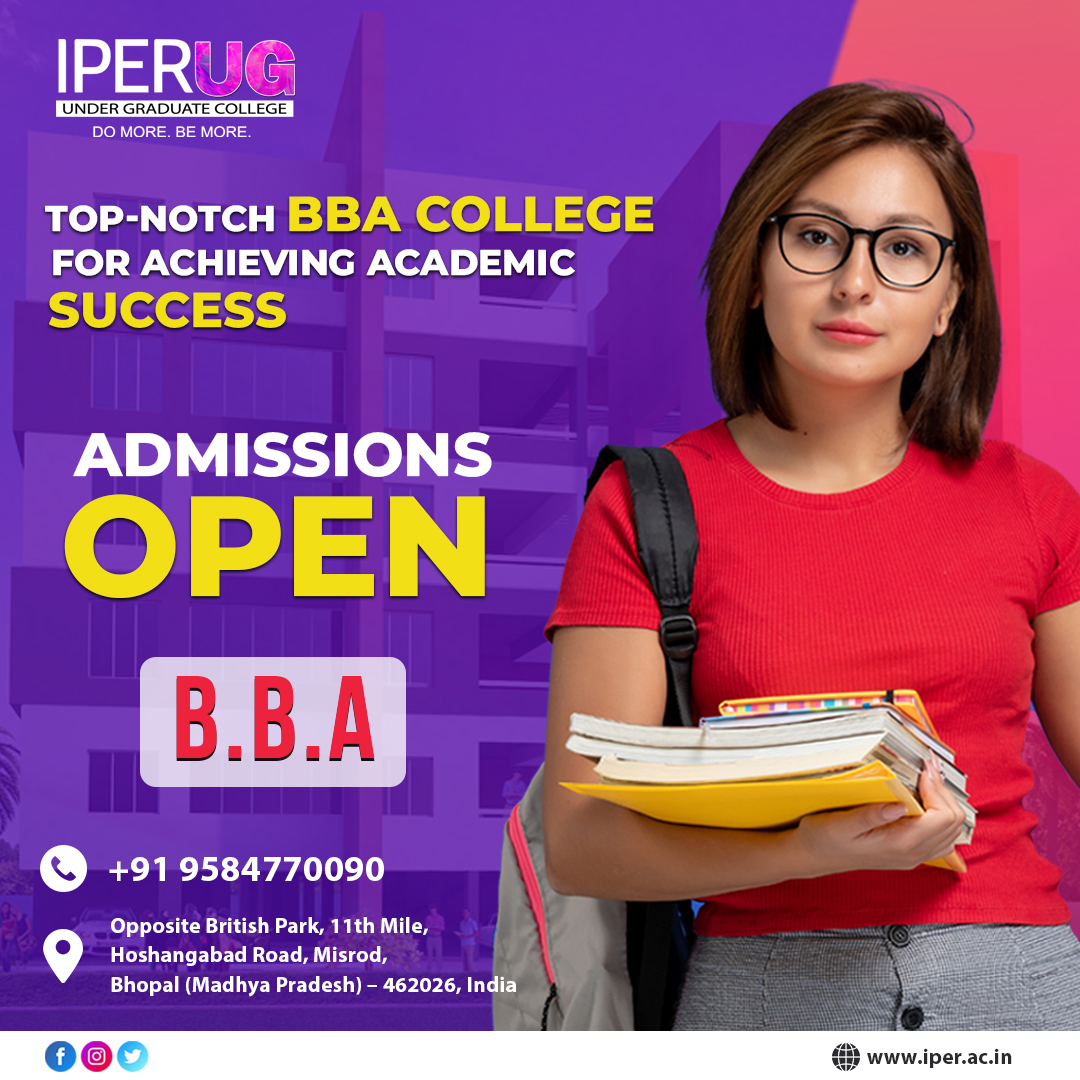 IPERUG
UNDER GRADUATE COLLEGE
DO MORE. BE MORE.
TOP-NOTCH BBA COLLEGE
FOR ACHIEVING ACADEMIC
SUCCESS
ADMISSIONS
OPEN
B.B.A
+91 9584770090
Opposite British Park, 11th Mile,
Hoshangabad Road, Misrod,
Bhopal (Madhya Pradesh) – 462026, India
www.iper.ac.in